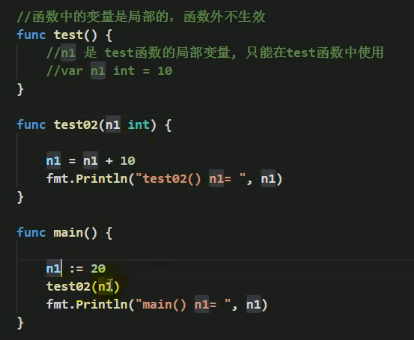 //函数中的变量是局部的，函数外不生效
func test() {
//n1 是 test函数的局部变量, 只能在test函数中使用
//var n1 int = 10
}
func test02(n1 int) {
n1 = n1 + 10
fmt.Println("test02() n1= ", n1)
}
func main() {
n1 := 20
test02(n1)
fmt.Println("main() n1= ", n1)
}